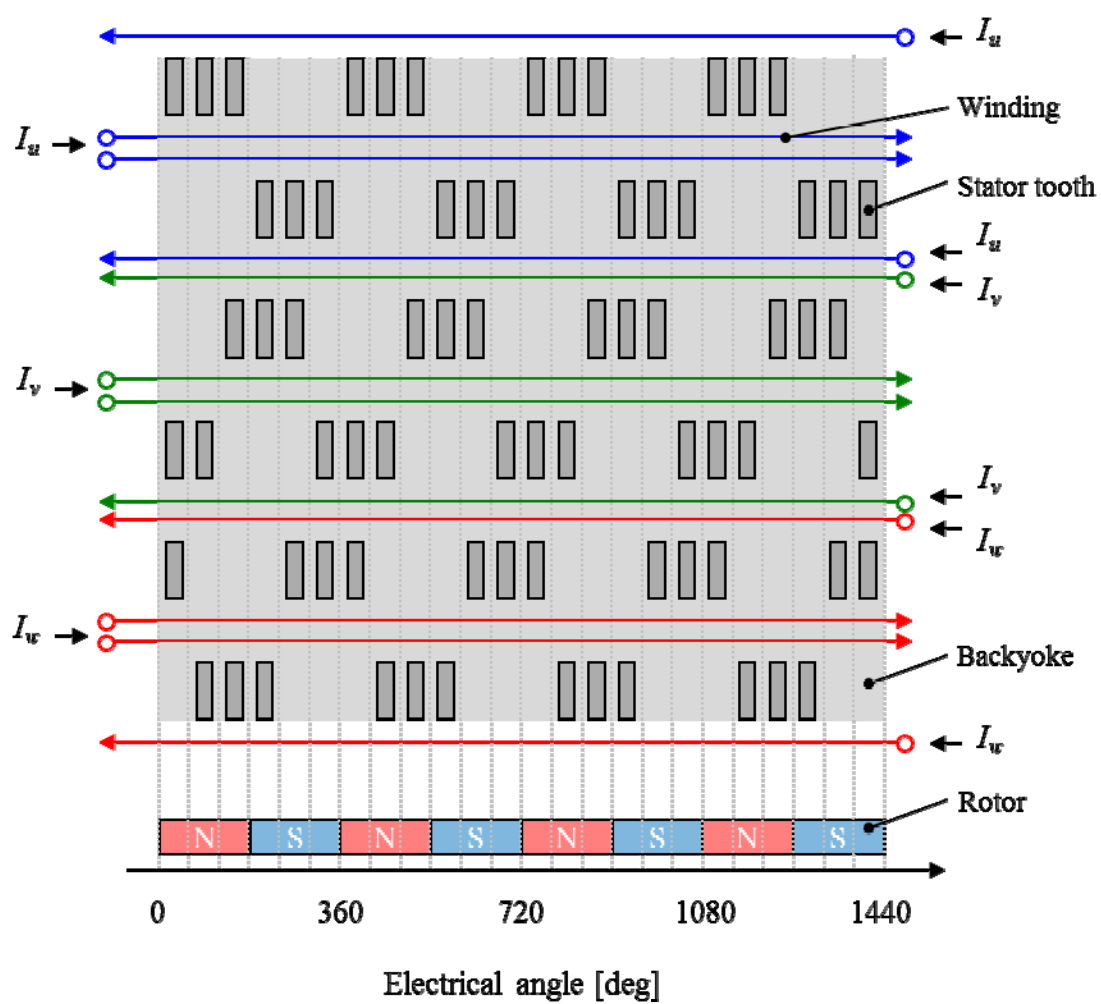 I_u
Winding
I_u
Stator tooth
I_u
I_v
I_v
I_v
I_w
I_w
Backyoke
I_w
Rotor
N S N S N S N S
0 360 720 1080 1440
Electrical angle [deg]